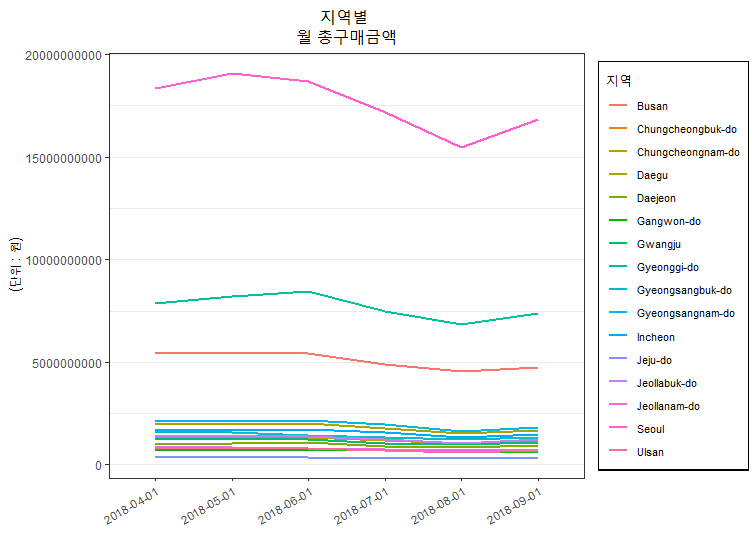 지역별
월 총구매금액
(단위 : 원)
20000000000
15000000000
10000000000
5000000000
0
2018-04-01
2018-05-01
2018-06-01
2018-07-01
2018-08-01
2018-09-01
지역
Busan
Chungcheongbuk-do
Chungcheongnam-do
Daegu
Daejeon
Gangwon-do
Gwangju
Gyeonggi-do
Gyeongsangbuk-do
Gyeongsangnam-do
Incheon
Jeju-do
Jeollabuk-do
Jeollanam-do
Seoul
Ulsan